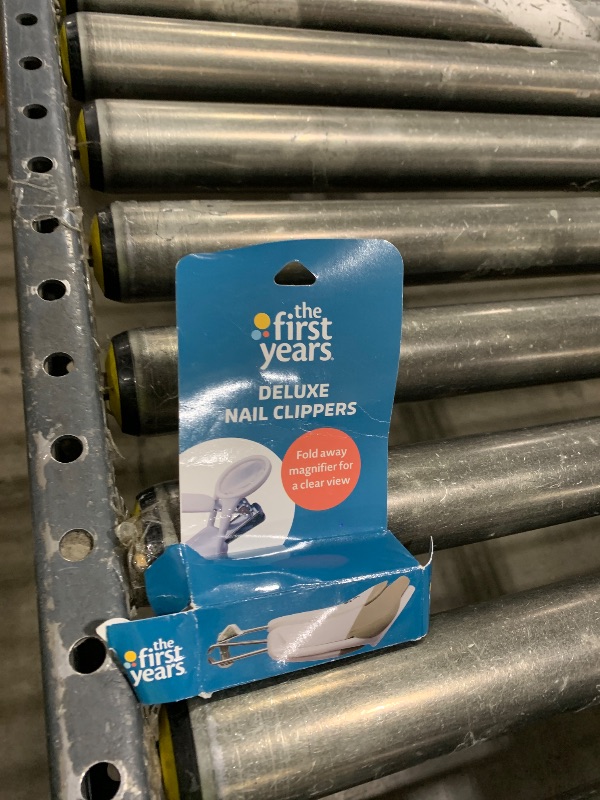 the
first
years
DELUXE
NAIL CLIPPERS
Fold away
magnifier for
a clear view
the
first
years